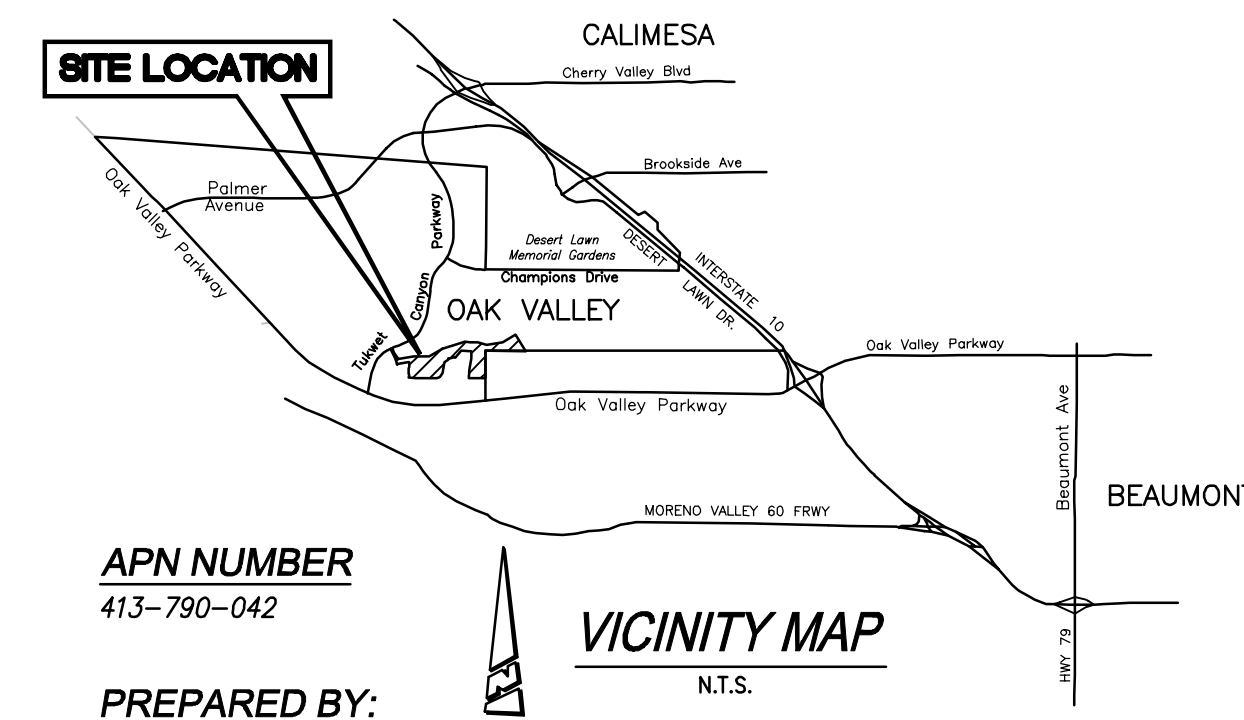 CALIMESA
SITE LOCATION
Cherry Valley Blvd
Brookside Ave
Palmer
Avenue
Oak Valley Parkway
Parkway
Canyon
Tukwet
Desert Lawn
Memorial Gardens
Champions Drive
DESERT
LAWN DR.
INTERSTATE 10
OAK VALLEY
Oak Valley Parkway
Oak Valley Parkway
Beaumont Ave
BEAUMONT
MORENO VALLEY 60 FRWY
APN NUMBER
413-790-042
N
VICINITY MAP
N.T.S.
HWY 79
PREPARED BY: